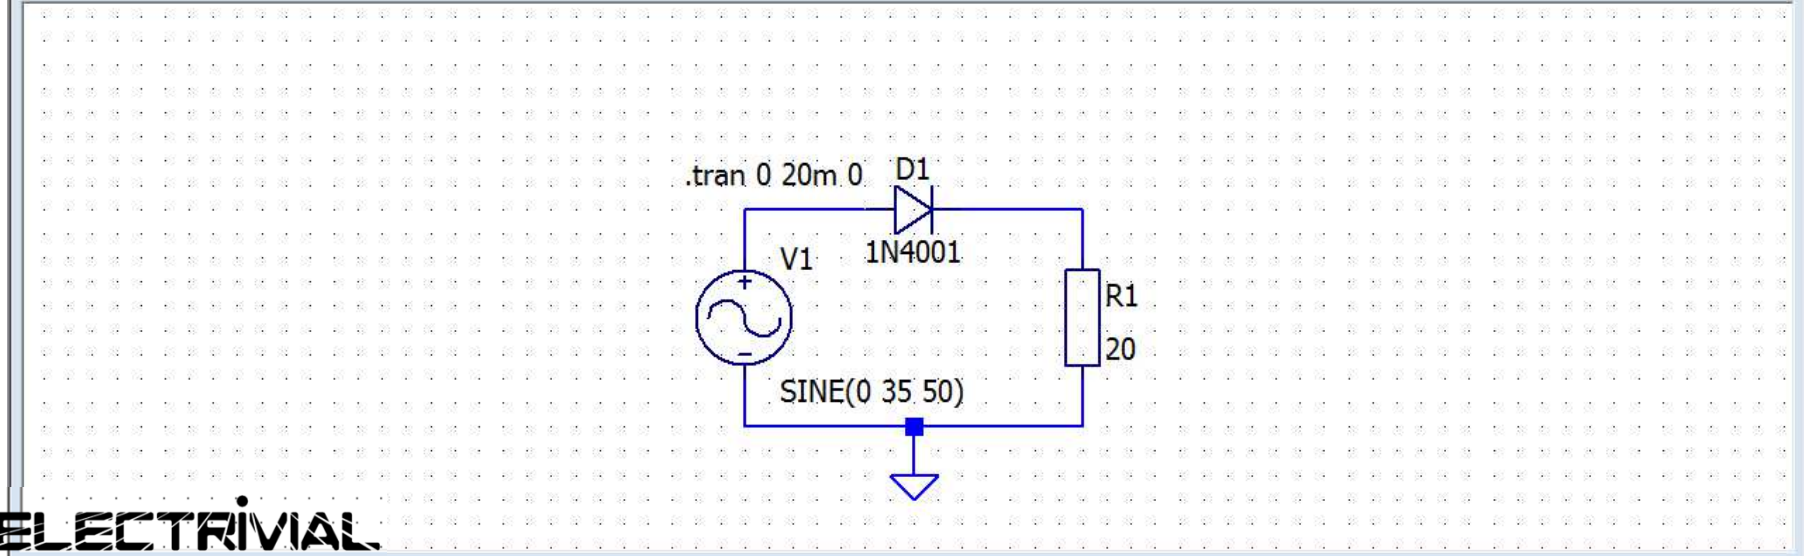 .tran 0 20m 0
D1
1N4001
V1
+
−
SINE(0 35 50)
R1
20
ELECTRIVIAL